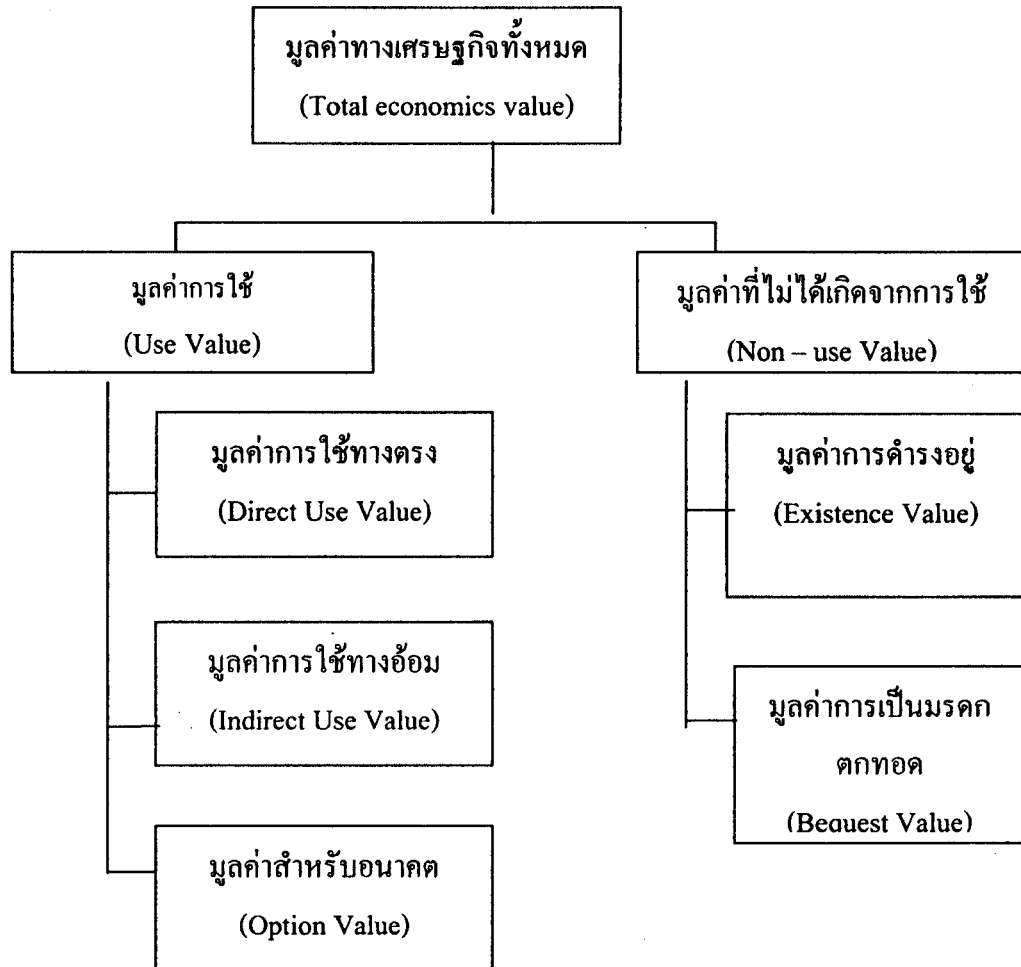 มูลค่าทางเศรษฐกิจทั้งหมด
(Total economics value)
มูลค่าการใช้
(Use Value)
มูลค่าที่ไม่ได้เกิดจากการใช้
(Non – use Value)
มูลค่าการใช้ทางตรง
(Direct Use Value)
มูลค่าการใช้ทางอ้อม
(Indirect Use Value)
มูลค่าสำหรับอนาคต
(Option Value)
มูลค่าการดำรงอยู่
(Existence Value)
มูลค่าการเป็นมรดก
ตกทอด
(Bequest Value)